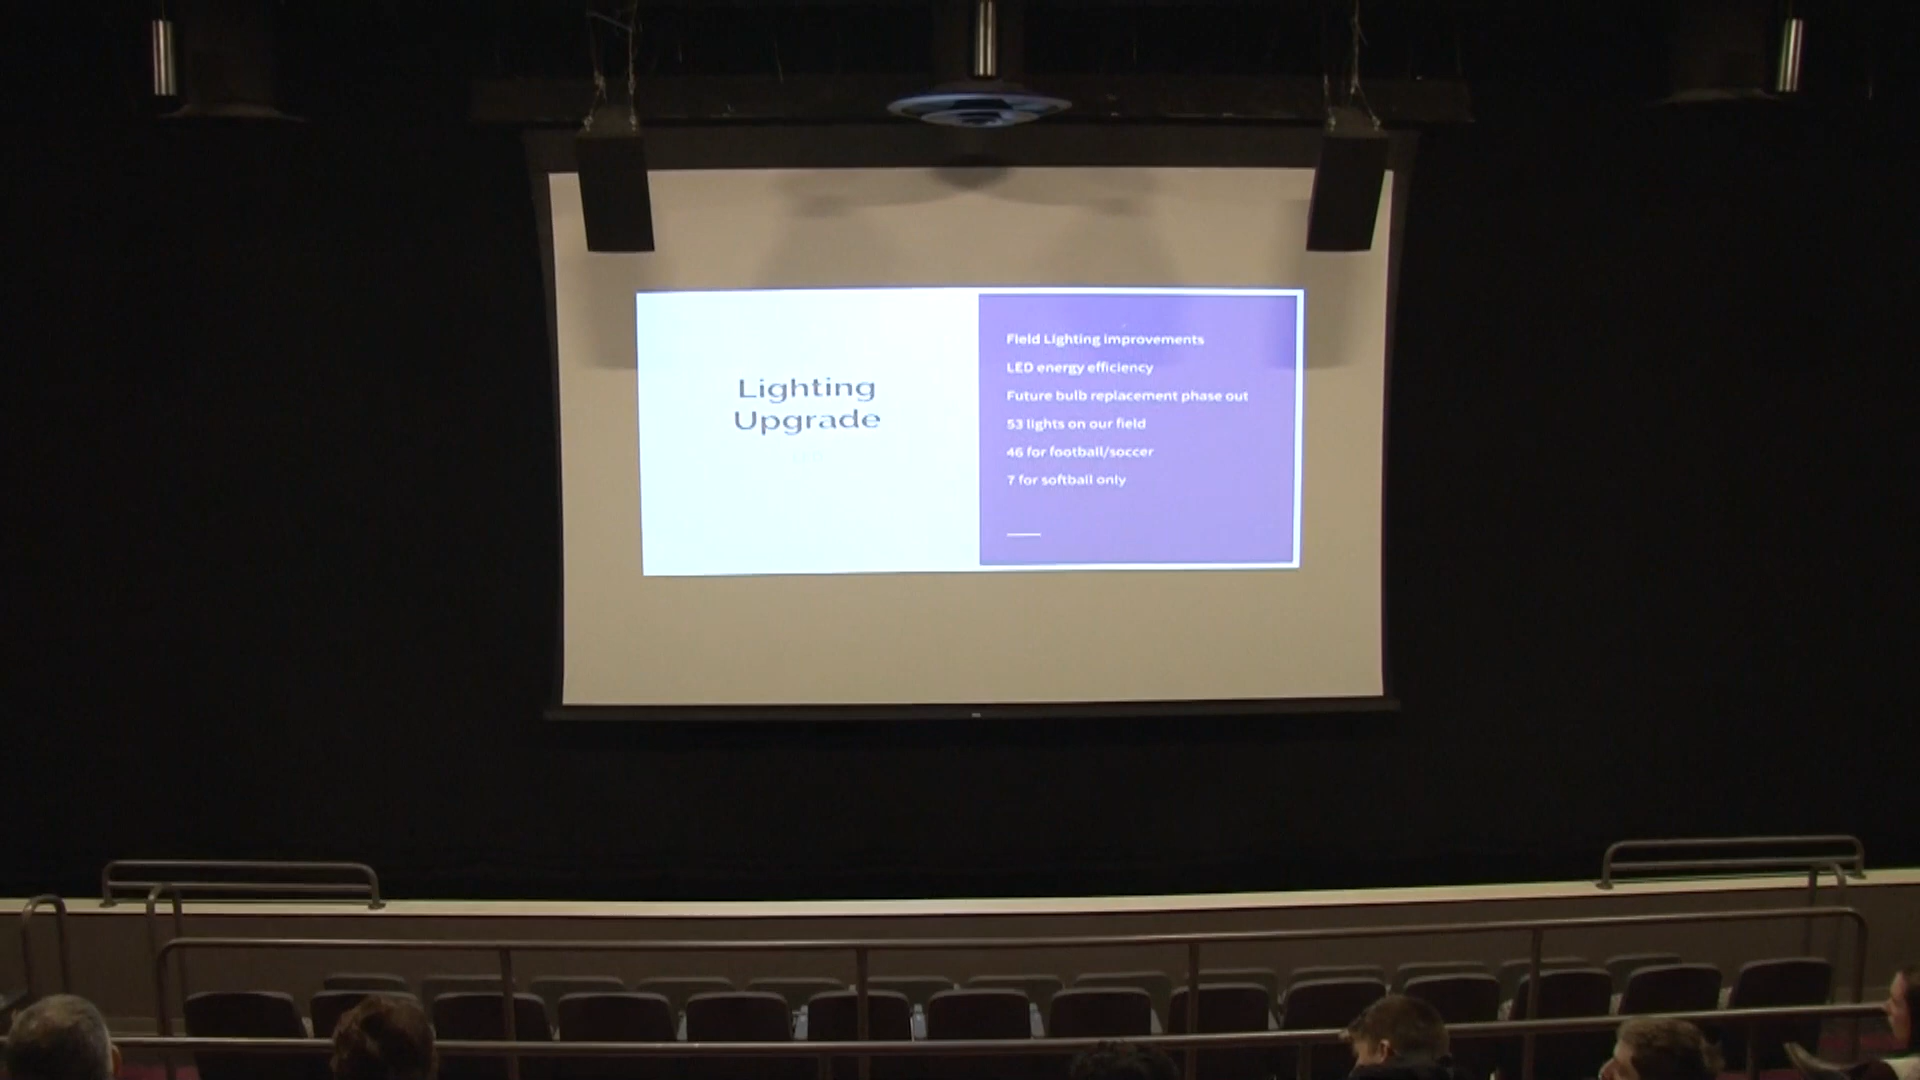 Lighting
Upgrade
Field Lighting improvements
LED energy efficiency
Future bulb replacement phase out
53 lights on our field
46 for football/soccer
7 for softball only